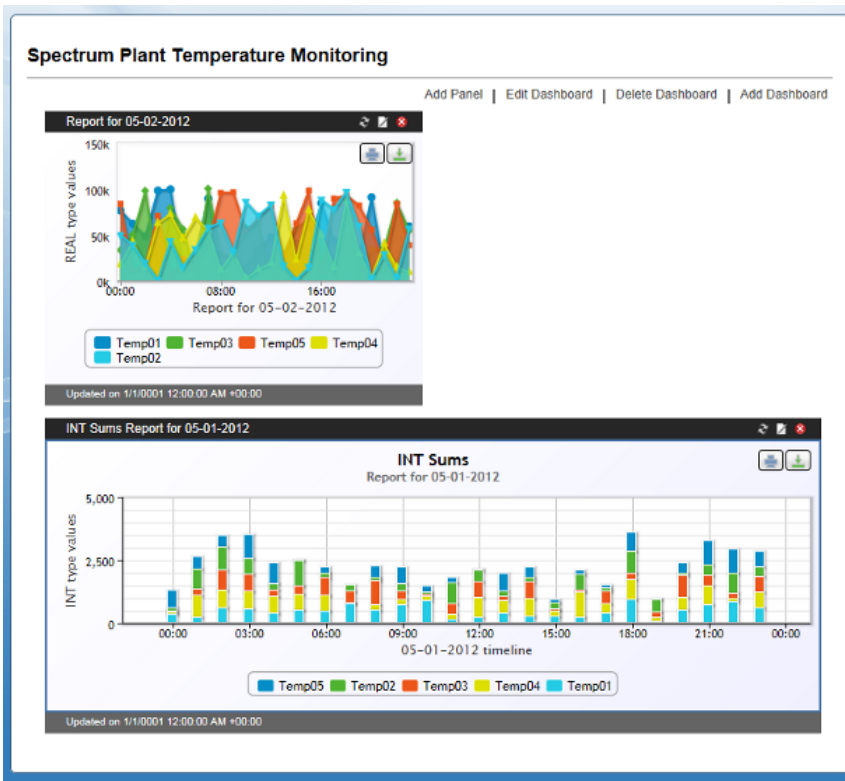 Spectrum Plant Temperature Monitoring
Add Panel | Edit Dashboard | Delete Dashboard | Add Dashboard
Report for 05-02-2012
150k
100k
50k
0k
REAL type values
00:00 08:00 16:00
Report for 05-02-2012
Temp01 Temp03 Temp05 Temp04
Temp02
Updated on 1/1/0001 12:00:00 AM +00:00
INT Sums Report for 05-01-2012
INT Sums
Report for 05-01-2012
5,000
2,500
0
INT type values
00:00 03:00 06:00 09:00 12:00 15:00 18:00 21:00 00:00
05-01-2012 timeline
Temp05 Temp02 Temp03 Temp04 Temp01
Updated on 1/1/0001 12:00:00 AM +00:00